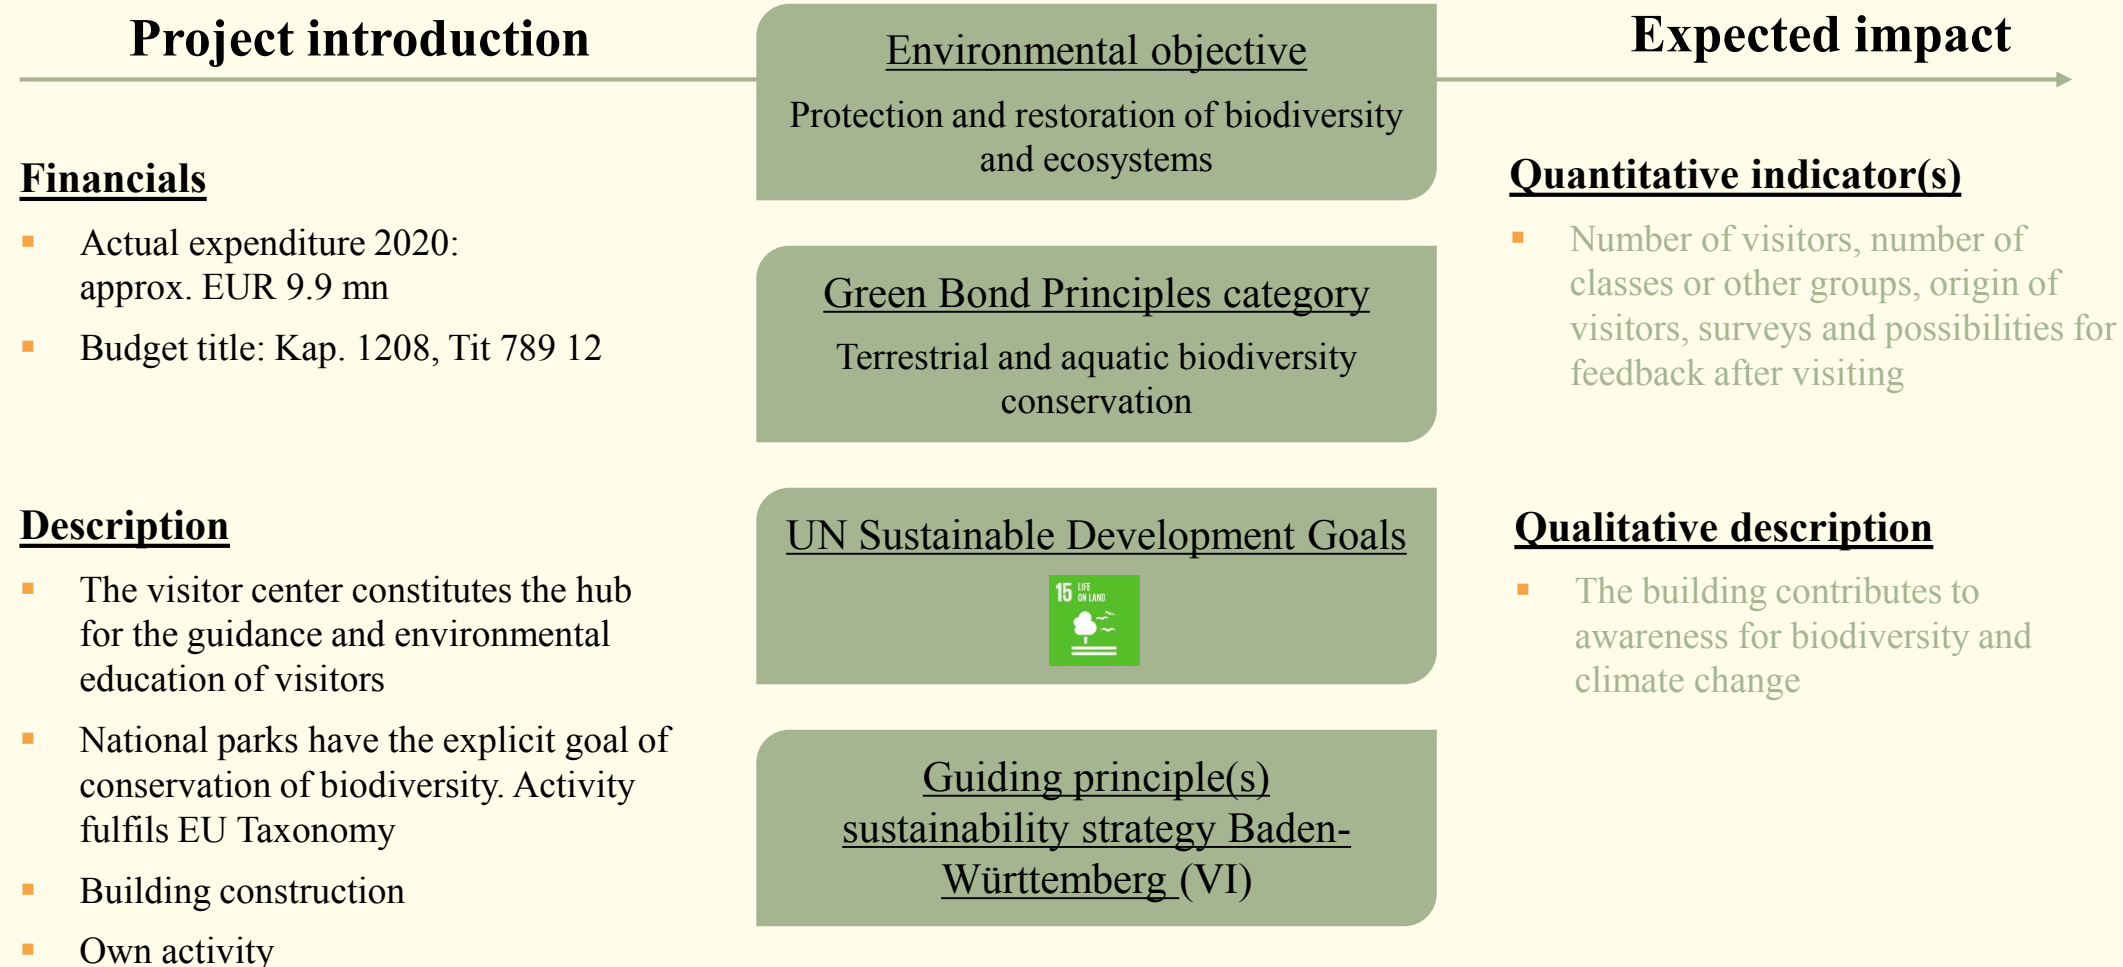 Project introduction
Financials
Actual expenditure 2020:
approx. EUR 9.9 mn
Budget title: Kap. 1208, Tit 789 12
Description
The visitor center constitutes the hub
for the guidance and environmental
education of visitors
National parks have the explicit goal of
conservation of biodiversity. Activity
fulfils EU Taxonomy
Building construction
Own activity
Environmental objective
Protection and restoration of biodiversity
and ecosystems
Green Bond Principles category
Terrestrial and aquatic biodiversity
conservation
UN Sustainable Development Goals
15 LIFE
ON LAND
Guiding principle(s)
sustainability strategy Baden-
Württemberg (VI)
Expected impact
Quantitative indicator(s)
Number of visitors, number of
classes or other groups, origin of
visitors, surveys and possibilities for
feedback after visiting
Qualitative description
The building contributes to
awareness for biodiversity and
climate change